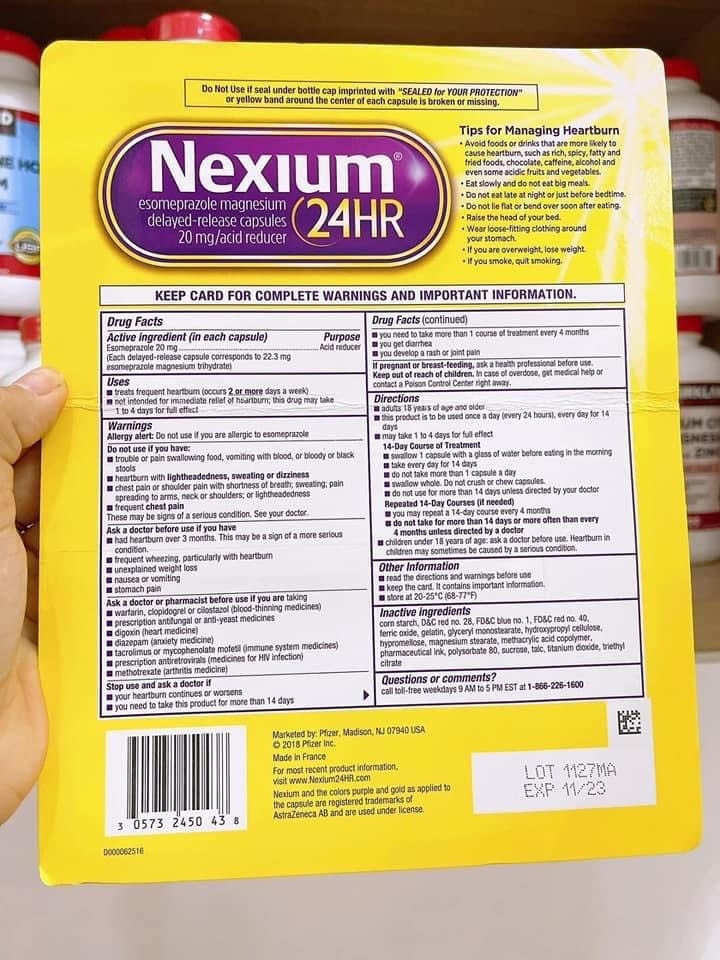 Do Not Use if seal under bottle cap imprinted with "SEALED for YOUR PROTECTION"
or yellow band around the center of each capsule is broken or missing.
Nexium®
esomeprazole magnesium
delayed-release capsules
20 mg/acid reducer
24HR
Tips for Managing Heartburn
• Avoid foods or drinks that are more likely to
cause heartburn, such as rich, spicy, fatty and
fried foods, chocolate, caffeine, alcohol and
even some acidic fruits and vegetables.
• Eat slowly and do not eat big meals.
• Do not eat late at night or just before bedtime.
• Do not lie flat or bend over soon after eating.
• Raise the head of your bed.
• Wear loose-fitting clothing around
your stomach.
• If you are overweight, lose weight.
• If you smoke, quit smoking.
KEEP CARD FOR COMPLETE WARNINGS AND IMPORTANT INFORMATION.
Drug Facts
Active ingredient (in each capsule) Purpose
Esomeprazole 20 mg........Acid reducer
(Each delayed-release capsule corresponds to 22.3 mg
esomeprazole magnesium trihydrate)
Uses
■ treats frequent heartburn (occurs 2 or more days a week)
■ not intended for immediate relief of heartburn; this drug may take
1 to 4 days for full effect
Warnings
Allergy alert: Do not use if you are allergic to esomeprazole
Do not use if you have:
■ trouble or pain swallowing food, vomiting with blood, or bloody or black
stools
■ heartburn with lightheadedness, sweating or dizziness
■ chest pain or shoulder pain with shortness of breath; sweating; pain
spreading to arms, neck or shoulders; or lightheadedness
■ frequent chest pain
These may be signs of a serious condition. See your doctor.
Ask a doctor before use if you have
■ had heartburn over 3 months. This may be a sign of a more serious
condition.
■ frequent wheezing, particularly with heartburn
■ unexplained weight loss
■ nausea or vomiting
■ stomach pain
Ask a doctor or pharmacist before use if you are taking
■ warfarin, clopidogrel or cilostazol (blood-thinning medicines)
■ prescription antifungal or anti-yeast medicines
■ digoxin (heart medicine)
■ diazepam (anxiety medicine)
■ tacrolimus or mycophenolate mofetil (immune system medicines)
■ prescription antiretrovirals (medicines for HIV infection)
■ methotrexate (arthritis medicine)
Stop use and ask a doctor if
■ your heartburn continues or worsens
■ you need to take this product for more than 14 days
Drug Facts (continued)
■ you need to take more than 1 course of treatment every 4 months
■ you get diarrhea
■ you develop a rash or joint pain
If pregnant or breast-feeding, ask a health professional before use.
Keep out of reach of children. In case of overdose, get medical help or
contact a Poison Control Center right away.
Directions
■ adults 18 years of age and older
■ this product is to be used once a day (every 24 hours), every day for 14
days
■ may take 1 to 4 days for full effect
14-Day Course of Treatment
■ swallow 1 capsule with a glass of water before eating in the morning
■ take every day for 14 days
■ do not take more than 1 capsule a day
■ swallow whole. Do not crush or chew capsules.
■ do not use for more than 14 days unless directed by your doctor
Repeated 14-Day Courses (if needed)
■ you may repeat a 14-day course every 4 months
■ do not take for more than 14 days or more often than every
4 months unless directed by a doctor
■ children under 18 years of age: ask a doctor before use. Heartburn in
children may sometimes be caused by a serious condition.
Other Information
■ read the directions and warnings before use
■ keep the card. It contains important information.
■ store at 20-25°C (68-77°F)
Inactive ingredients
corn starch, D&C red no. 28, FD&C blue no. 1, FD&C red no. 40,
ferric oxide, gelatin, glyceryl monostearate, hydroxypropyl cellulose,
hypromellose, magnesium stearate, methacrylic acid copolymer,
pharmaceutical ink, polysorbate 80, sucrose, talc, titanium dioxide, triethyl
citrate
Questions or comments?
call toll-free weekdays 9 AM to 5 PM EST at 1-866-226-1600
3 0573 2450 43 8
D000062516
Marketed by: Pfizer, Madison, NJ 07940 USA
© 2018 Pfizer Inc.
Made in France
For most recent product information,
visit www.Nexium24HR.com
Nexium and the colors purple and gold as applied to
the capsule are registered trademarks of
AstraZeneca AB and are used under license.
LOT 1127MA
EXP 11/23